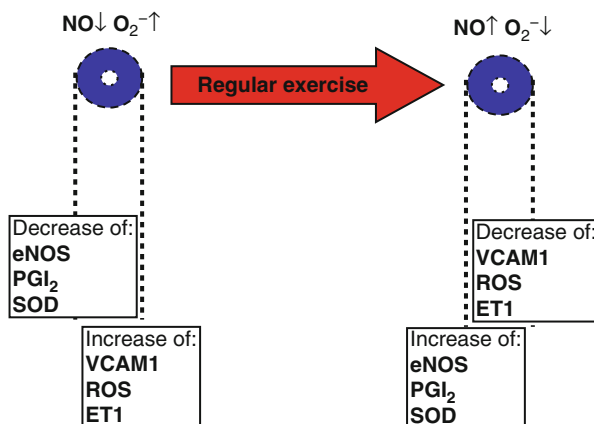 NO↓ O₂⁻↑
Regular exercise
NO↑ O₂⁻↓
Decrease of:
eNOS
PGI₂
SOD
Increase of:
VCAM1
ROS
ET1
Decrease of:
VCAM1
ROS
ET1
Increase of:
eNOS
PGI₂
SOD